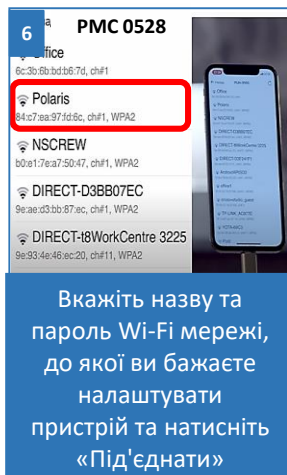 6
PMC 0528
Office
6c:3b:6b:bd:b6:7d, ch#1
Polaris
84:c7:ea:97:fd:6c, ch#1, WPA2
NSCREW
b0:e1:7e:a7:50:47, ch#1, WPA2
DIRECT-D3BB07EC
9e:ae:d3:bb:87:ec, ch#1, WPA2
DIRECT-t8WorkCentre 3225
9e:93:4e:46:ec:20, ch#11, WPA2
Вкажіть назву та
пароль Wi-Fi мережі,
до якої ви бажаєте
налаштувати
пристрій та натисніть
«Під'єднати»